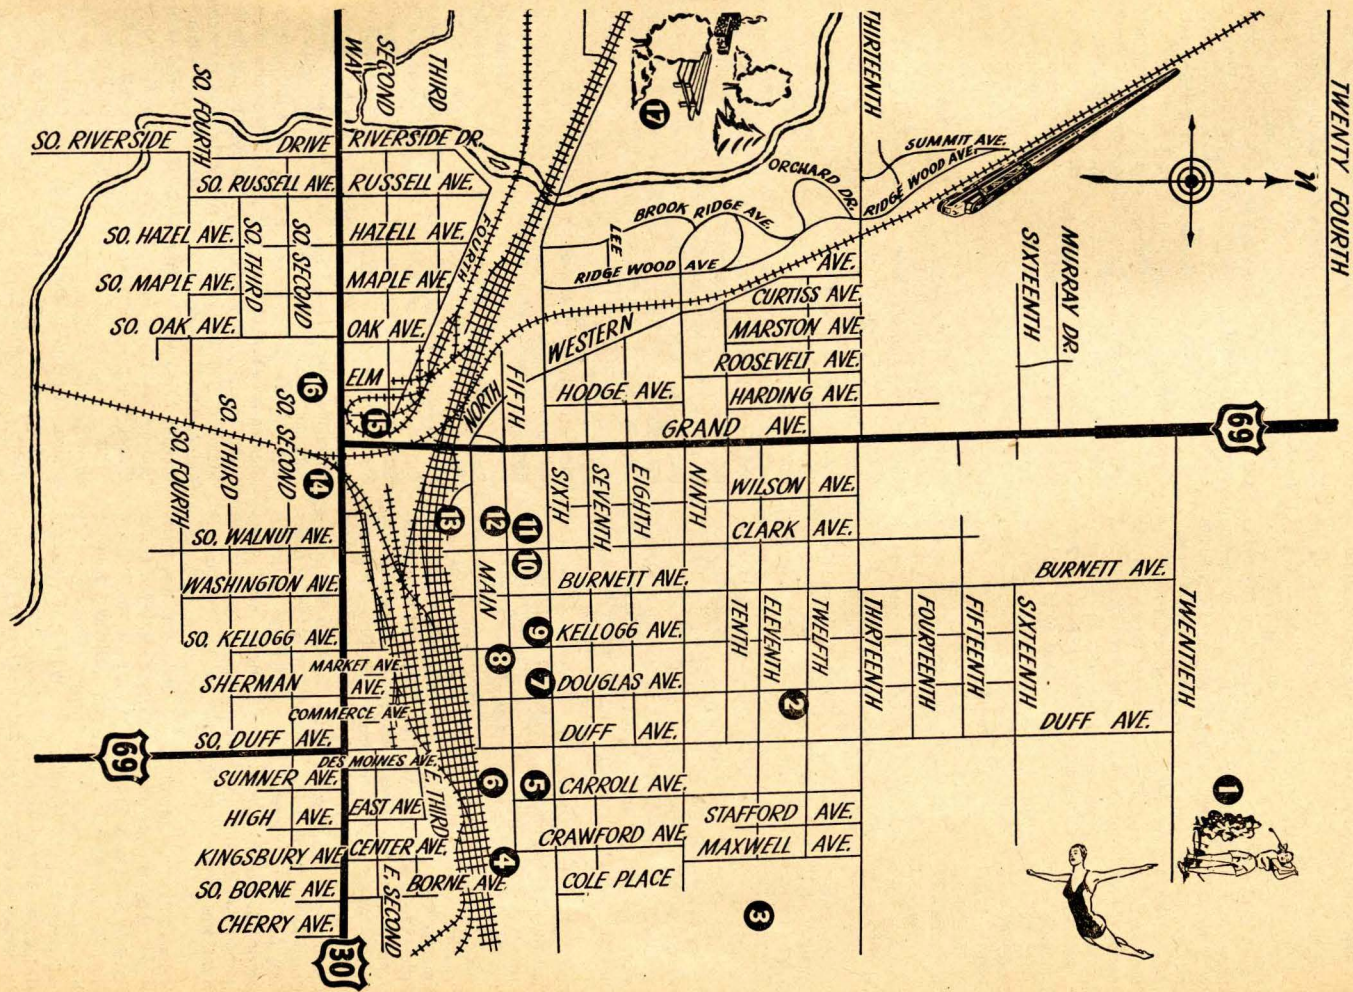 THIRTEENTH
TWENTY FOURTH
THIRD
SECOND
WAY
SO. FOURTH
17
SO. RIVERSIDE
DRIVE
RIVERSIDE DR.
SUMMIT AVE.
RIDGE WOOD AVE.
ORCHARD DR.
N
SO. RUSSELL AVE.
RUSSELL AVE.
BROOK RIDGE AVE.
SO. HAZEL AVE.
SO. THIRD
SO. SECOND
HAZELL AVE.
FOURTH
LEE
RIDGE WOOD AVE
AVE.
SIXTEENTH
MURRAY DR.
SO. MAPLE AVE.
MAPLE AVE.
CURTISS AVE.
SO. OAK AVE.
OAK AVE.
WESTERN
MARSTON AVE.
ROOSEVELT AVE.
16
ELM
FIFTH
HODGE AVE.
HARDING AVE.
15
NORTH
GRAND AVE.
69
SO. FOURTH
SO. THIRD
SO. SECOND
14
SIXTH
SEVENTH
EIGHTH
NINTH
WILSON AVE.
13
12
11
SO. WALNUT AVE.
CLARK AVE.
10
WASHINGTON AVE.
MAIN
BURNETT AVE.
BURNETT AVE.
TENTH
ELEVENTH
TWELFTH
THIRTEENTH
FOURTEENTH
FIFTEENTH
SIXTEENTH
TWENTIETH
SO. KELLOGG AVE.
9
KELLOGG AVE.
MARKET AVE.
8
SHERMAN AVE.
7
DOUGLAS AVE.
2
COMMERCE AVE
SO. DUFF AVE.
DUFF AVE.
DUFF AVE.
69
DES MOINES AVE.
SUMNER AVE.
E. THIRD
6
5
CARROLL AVE.
1
HIGH AVE.
EAST AVE.
STAFFORD AVE.
KINGSBURY AVE
CENTER AVE.
4
CRAWFORD AVE.
MAXWELL AVE.
SO. BORNE AVE.
BORNE AVE
COLE PLACE
CHERRY AVE.
E. SECOND
3
30